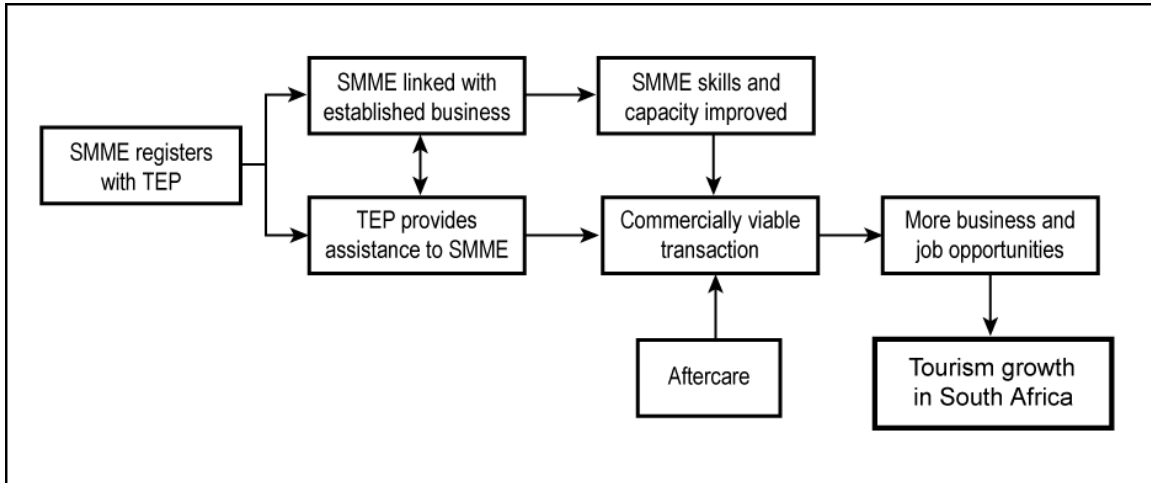 SMME registers
with TEP
SMME linked with
established business
SMME skills and
capacity improved
TEP provides
assistance to SMME
Commercially viable
transaction
More business and
job opportunities
Aftercare
Tourism growth
in South Africa